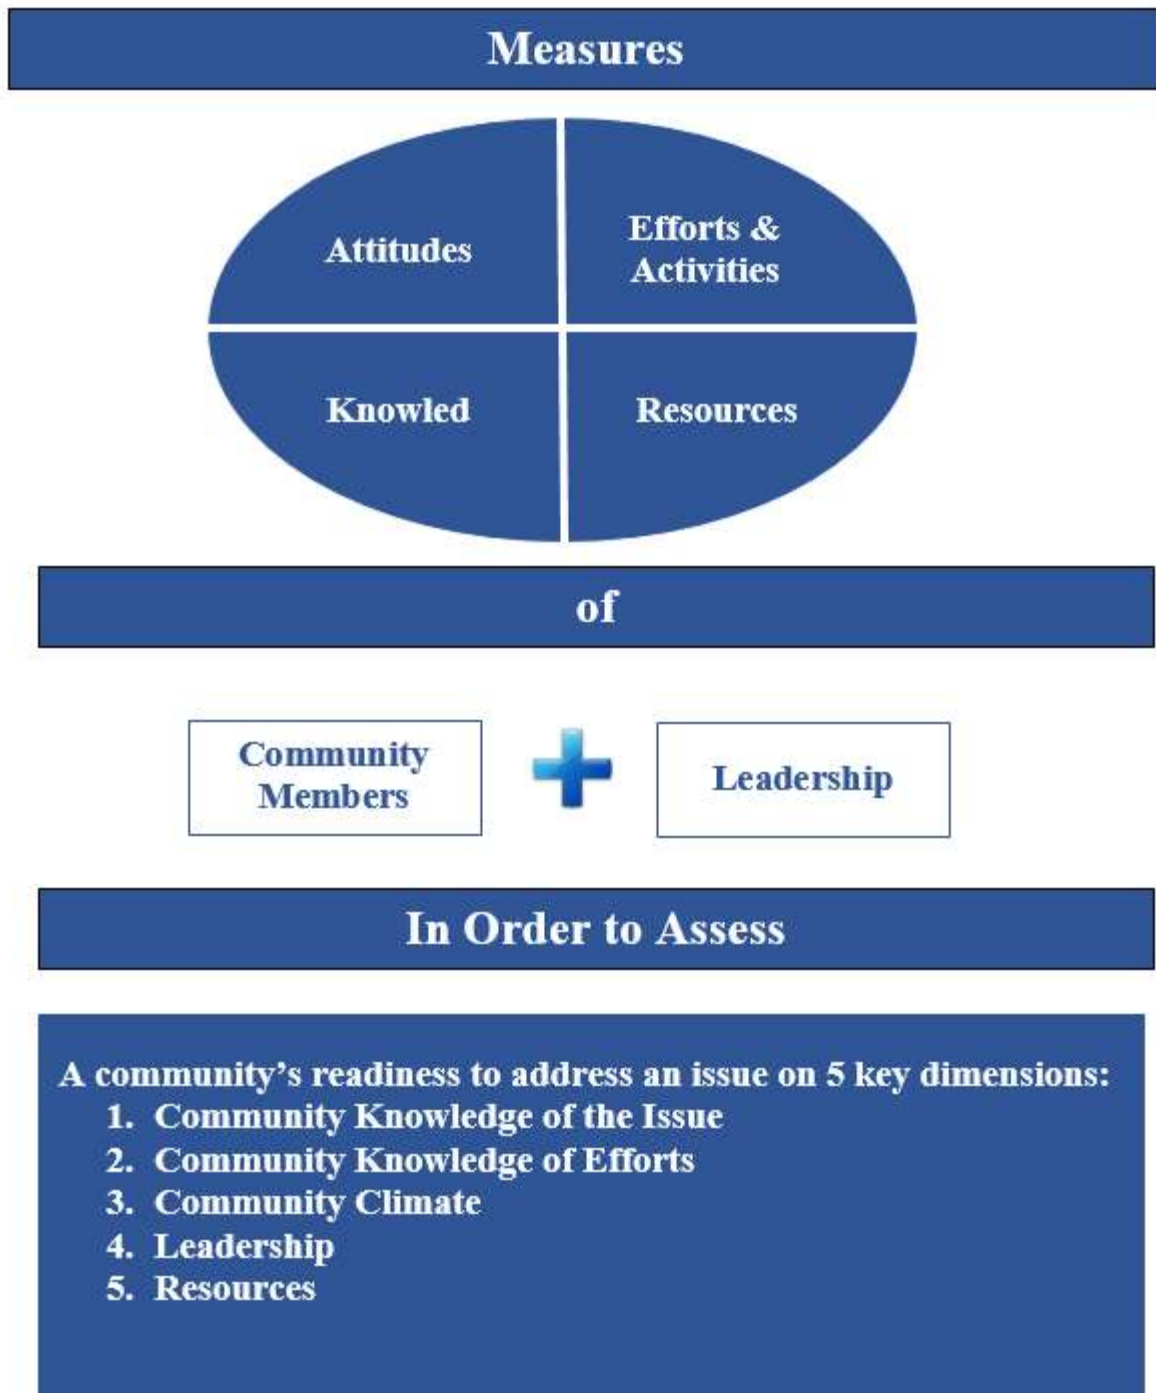 Measures
Attitudes
Efforts &
Activities
Knowled
Resources
of
Community
Members
Leadership
In Order to Assess
A community’s readiness to address an issue on 5 key dimensions:
1. Community Knowledge of the Issue
2. Community Knowledge of Efforts
3. Community Climate
4. Leadership
5. Resources